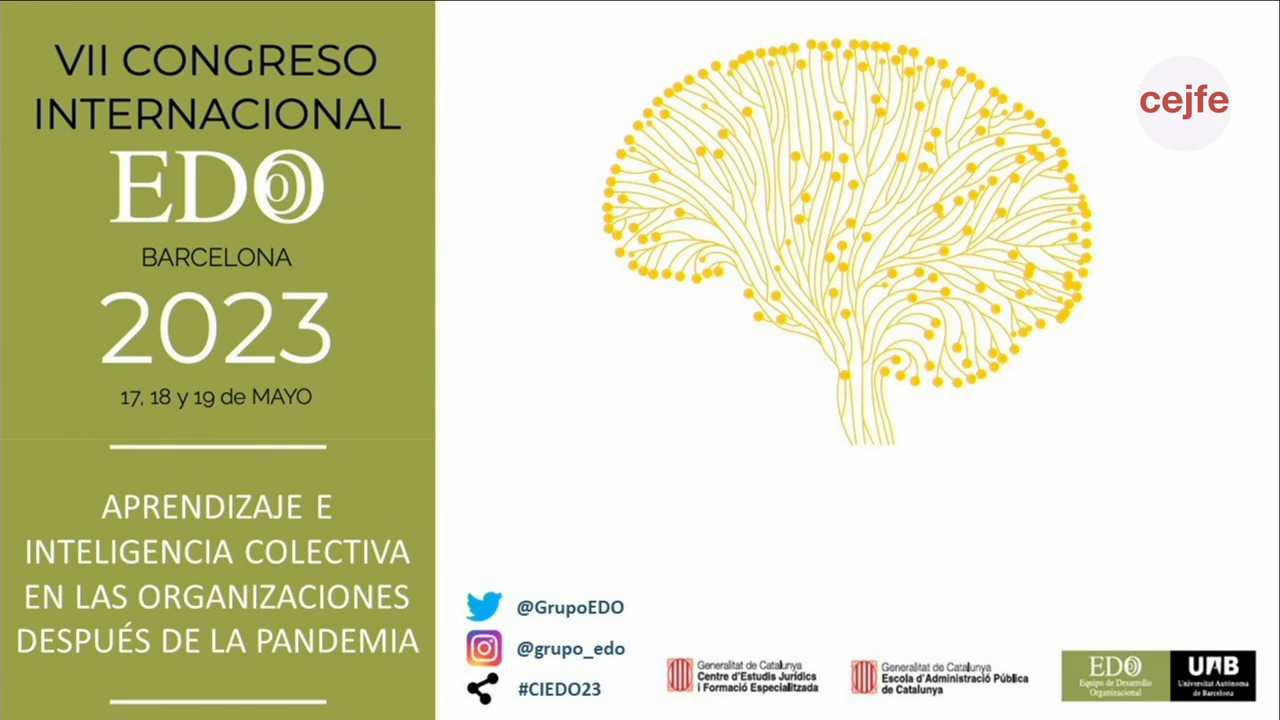 VII CONGRESO
INTERNACIONAL
EDO
BARCELONA
2023
17, 18 y 19 de MAYO
APRENDIZAJE E
INTELIGENCIA COLECTIVA
EN LAS ORGANIZACIONES
DESPUÉS DE LA PANDEMIA
cejfe
@GrupoEDO
@grupo_edo
#CIEDO23
Generalitat de Catalunya
Centre d'Estudis Jurídics
i Formació Especialitzada
Generalitat de Catalunya
Escola d'Administració Pública
de Catalunya
EDO
Equipo de Desarrollo
Organizacional
UAB
Universitat Autònoma
de Barcelona